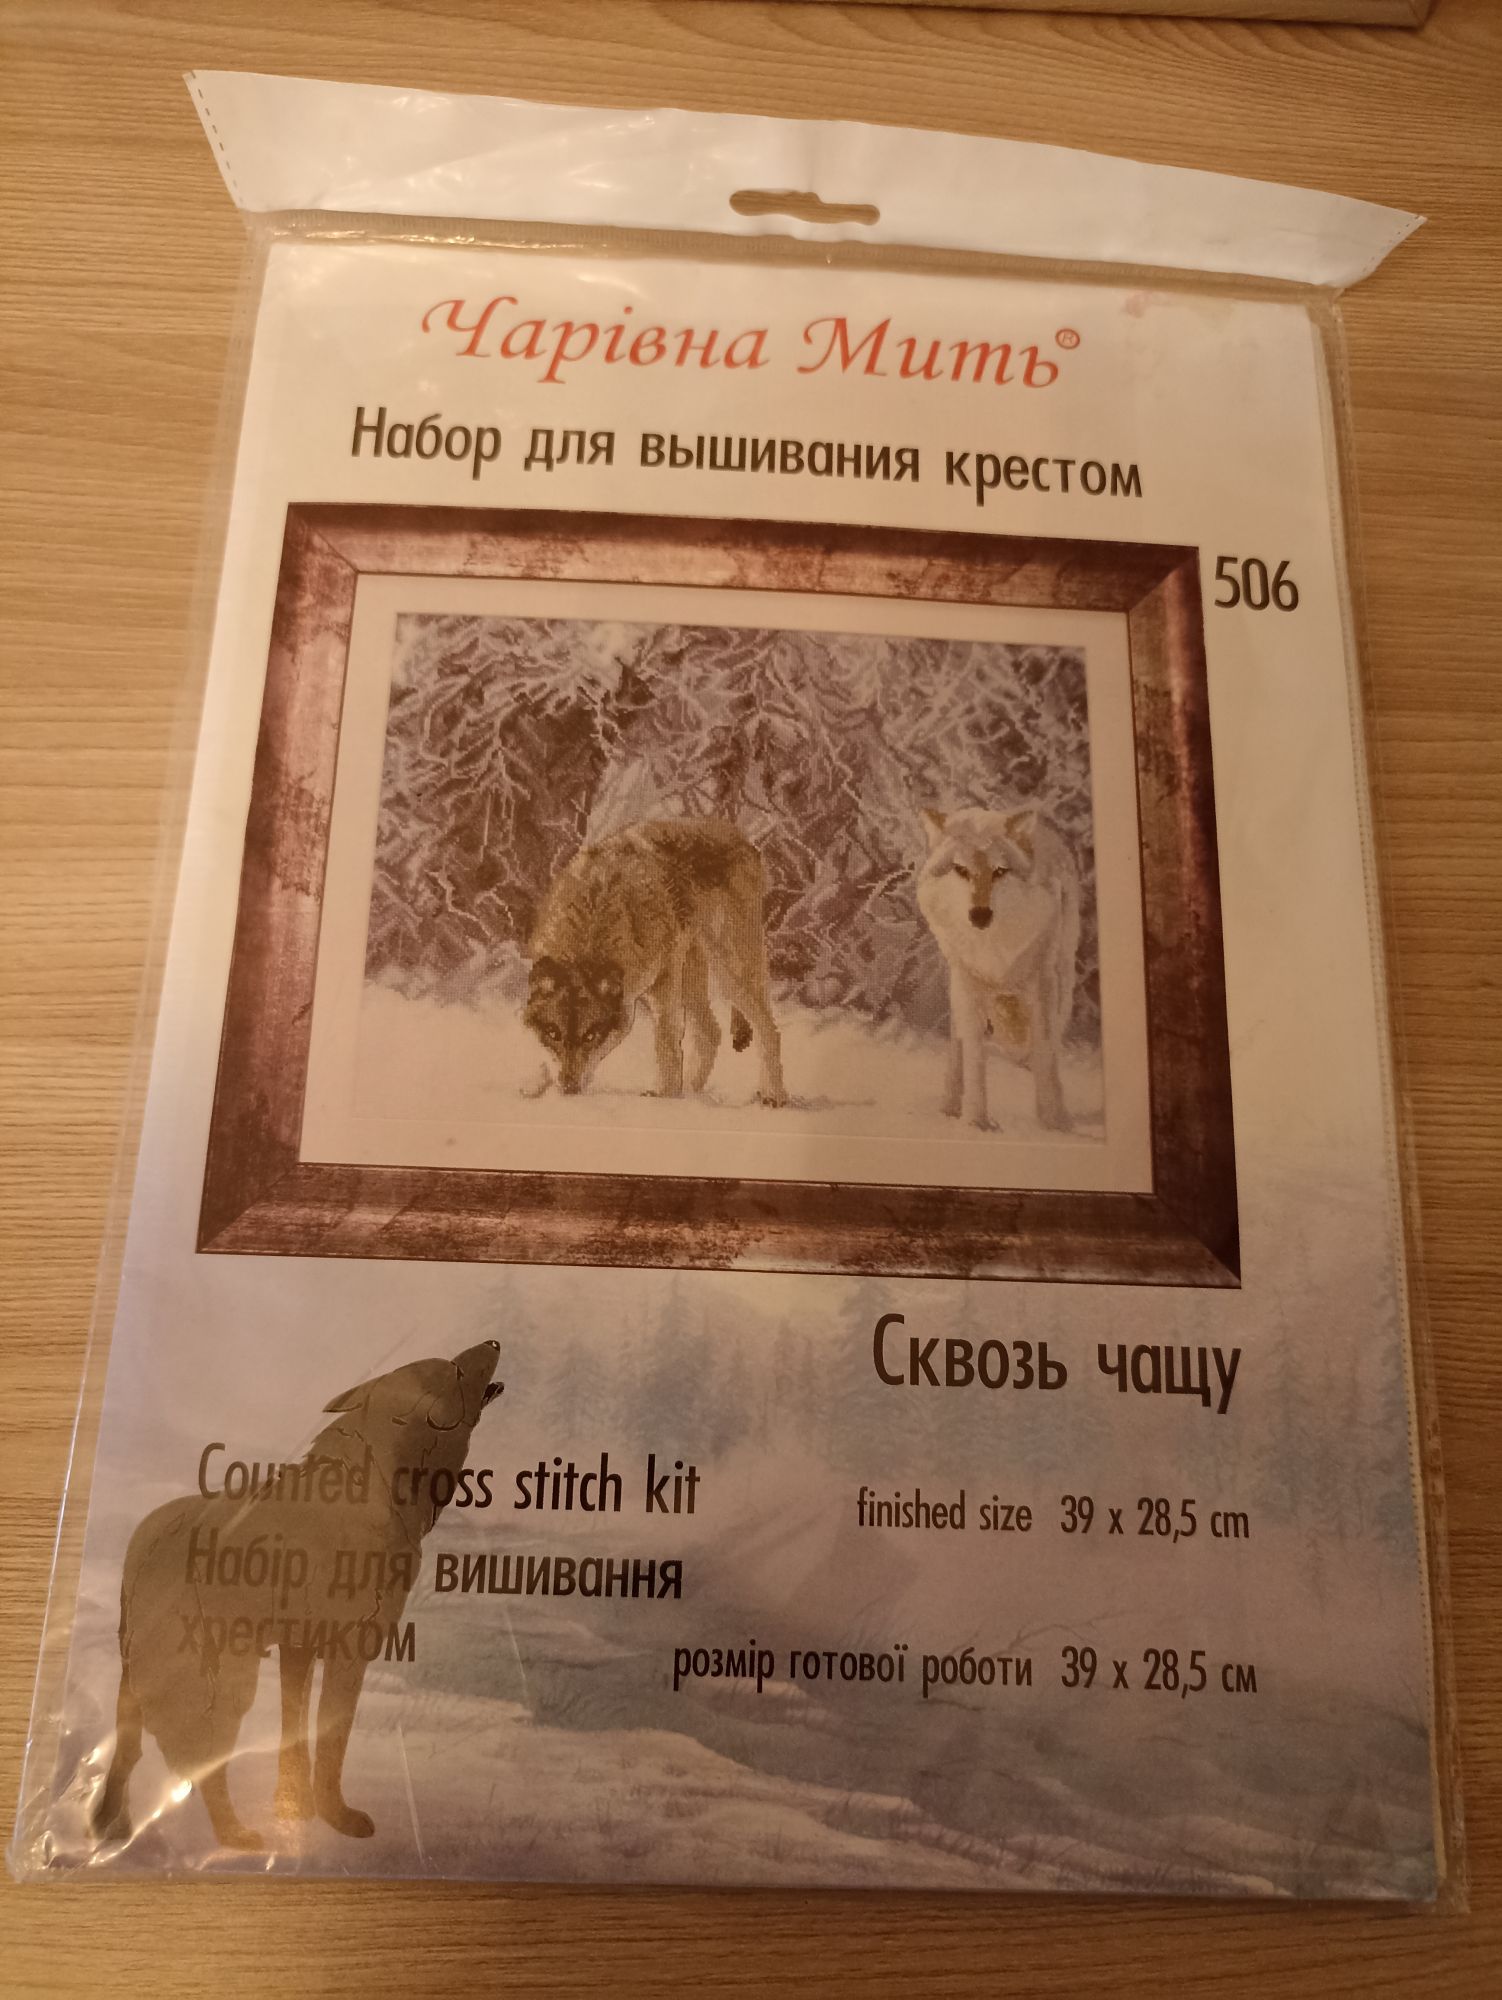 Чарівна Мить®
Набор для вышивания крестом
506
Сквозь чащу
Counted cross stitch kit
finished size 39 x 28,5 cm
Набір для вишивання
хрестиком
розмір готової роботи 39 x 28,5 см